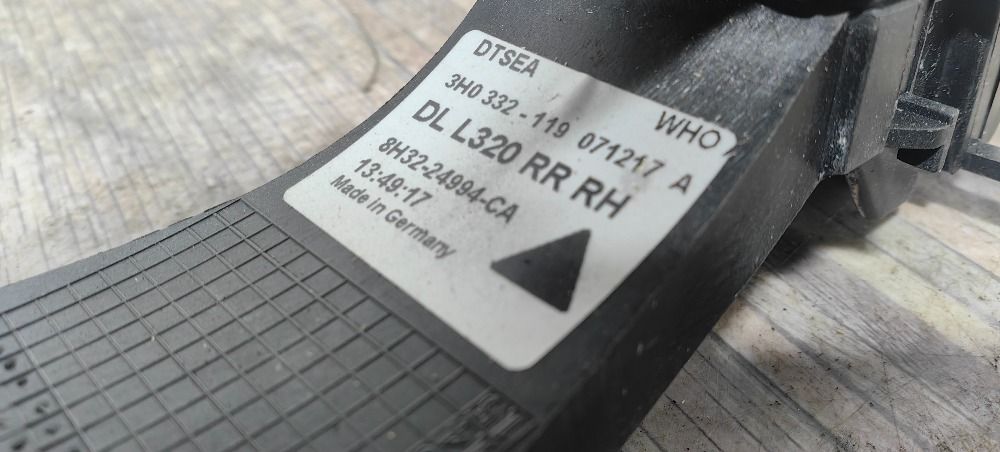 DTSEA WHO
3H0 332 - 119 071217 A
DL L320 RR RH
8H32-24994-CA
13:49:17
Made in Germany